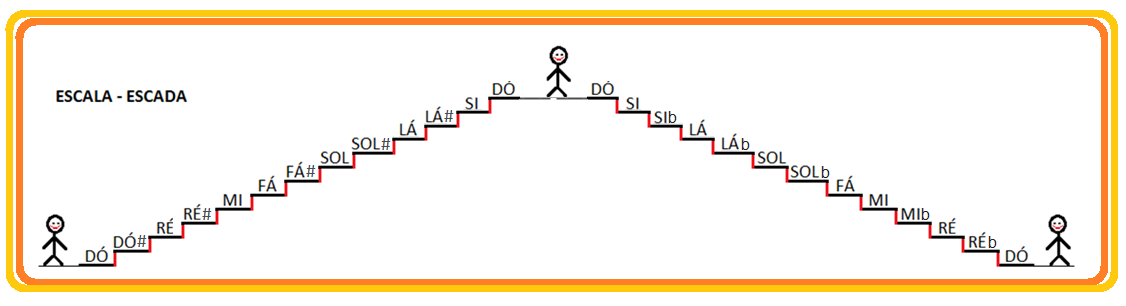 ESCALA - ESCADA
DÓ
DÓ#
RÉ
RÉ#
MI
FÁ
FÁ#
SOL
SOL#
LÁ
LÁ#
SI
DÓ
DÓ
SI
SIb
LÁ
LÁb
SOL
SOLb
FÁ
MI
MIb
RÉ
RÉb
DÓ